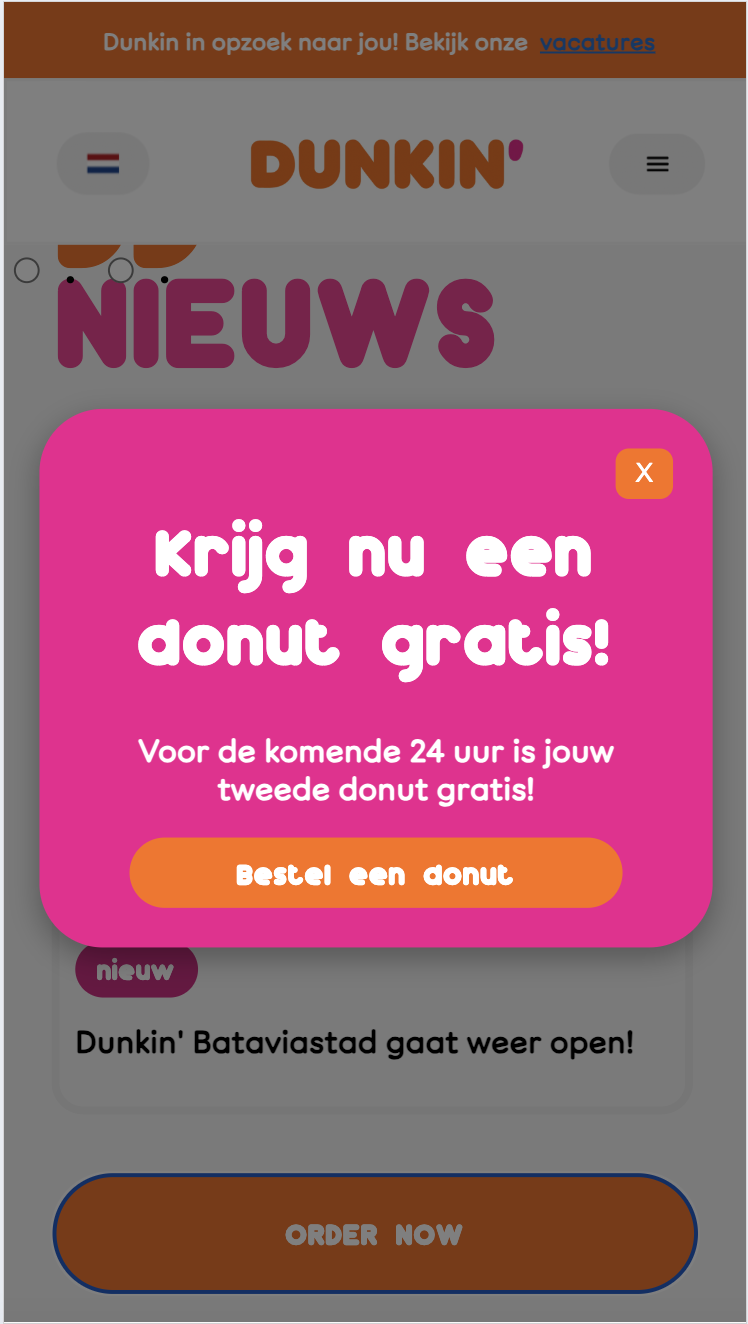 Dunkin in opzoek naar jou! Bekijk onze vacatures
DUNKIN'
NIEUWS
X
Krijg nu een
donut gratis!
Voor de komende 24 uur is jouw
tweede donut gratis!
Bestel een donut
nieuw
Dunkin' Bataviastad gaat weer open!
ORDER NOW